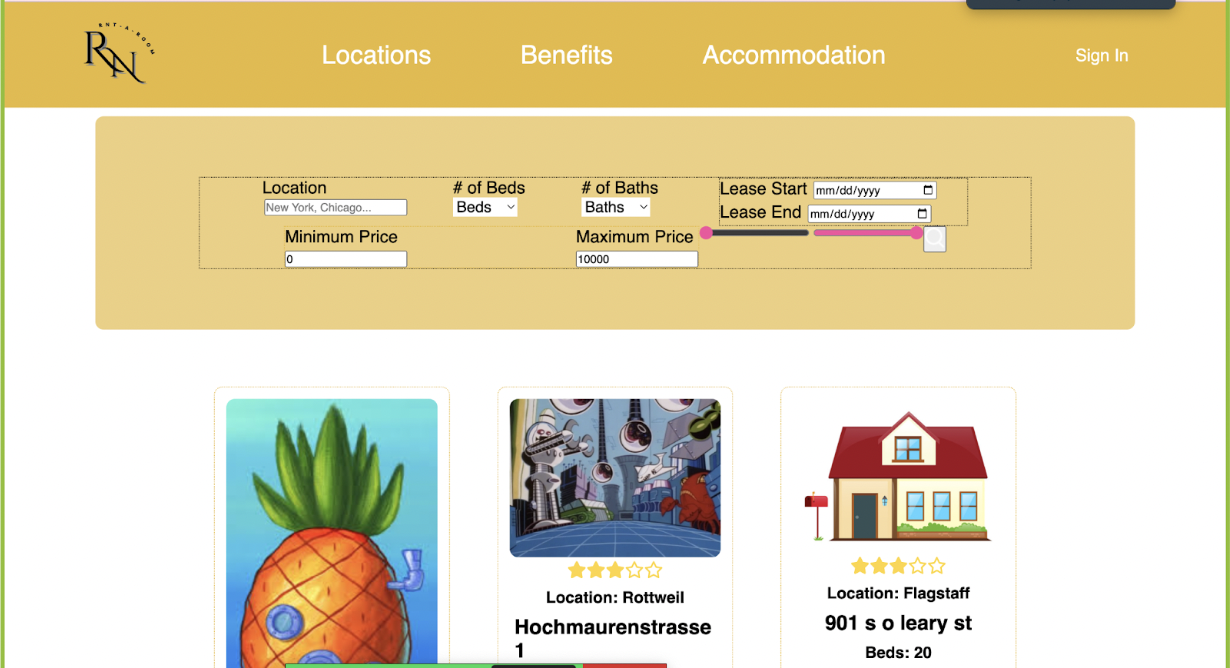 RNT-A-ROOM
RN
Locations Benefits Accommodation Sign In
Location # of Beds # of Baths Lease Start mm/dd/yyyy
New York, Chicago... Beds Baths Lease End mm/dd/yyyy
Minimum Price Maximum Price
0 10000
Location: Rottweil
Hochmaurenstrasse
1
Location: Flagstaff
901 s o leary st
Beds: 20